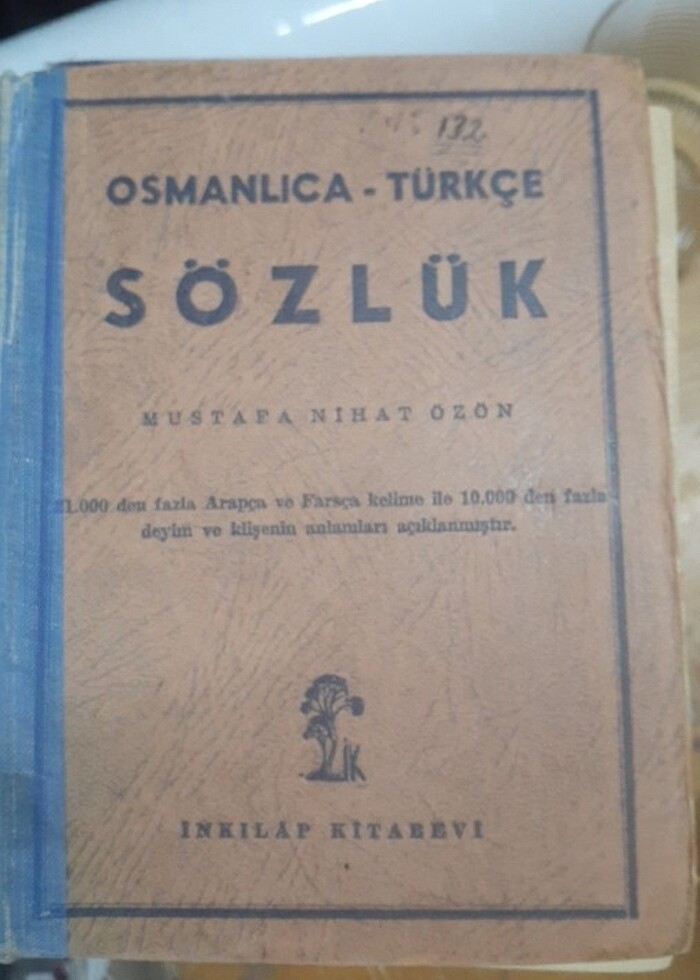 132
OSMANLICA - TÜRKÇE
SÖZLÜK
MUSTAFA NİHAT ÖZÖN
den fazla Arapça ve Farsça kelime ile 10.000 den fazla
deyim ve klişenin anlamları açıklanmıştır.
İK
İNKILÂP KİTABEVİ